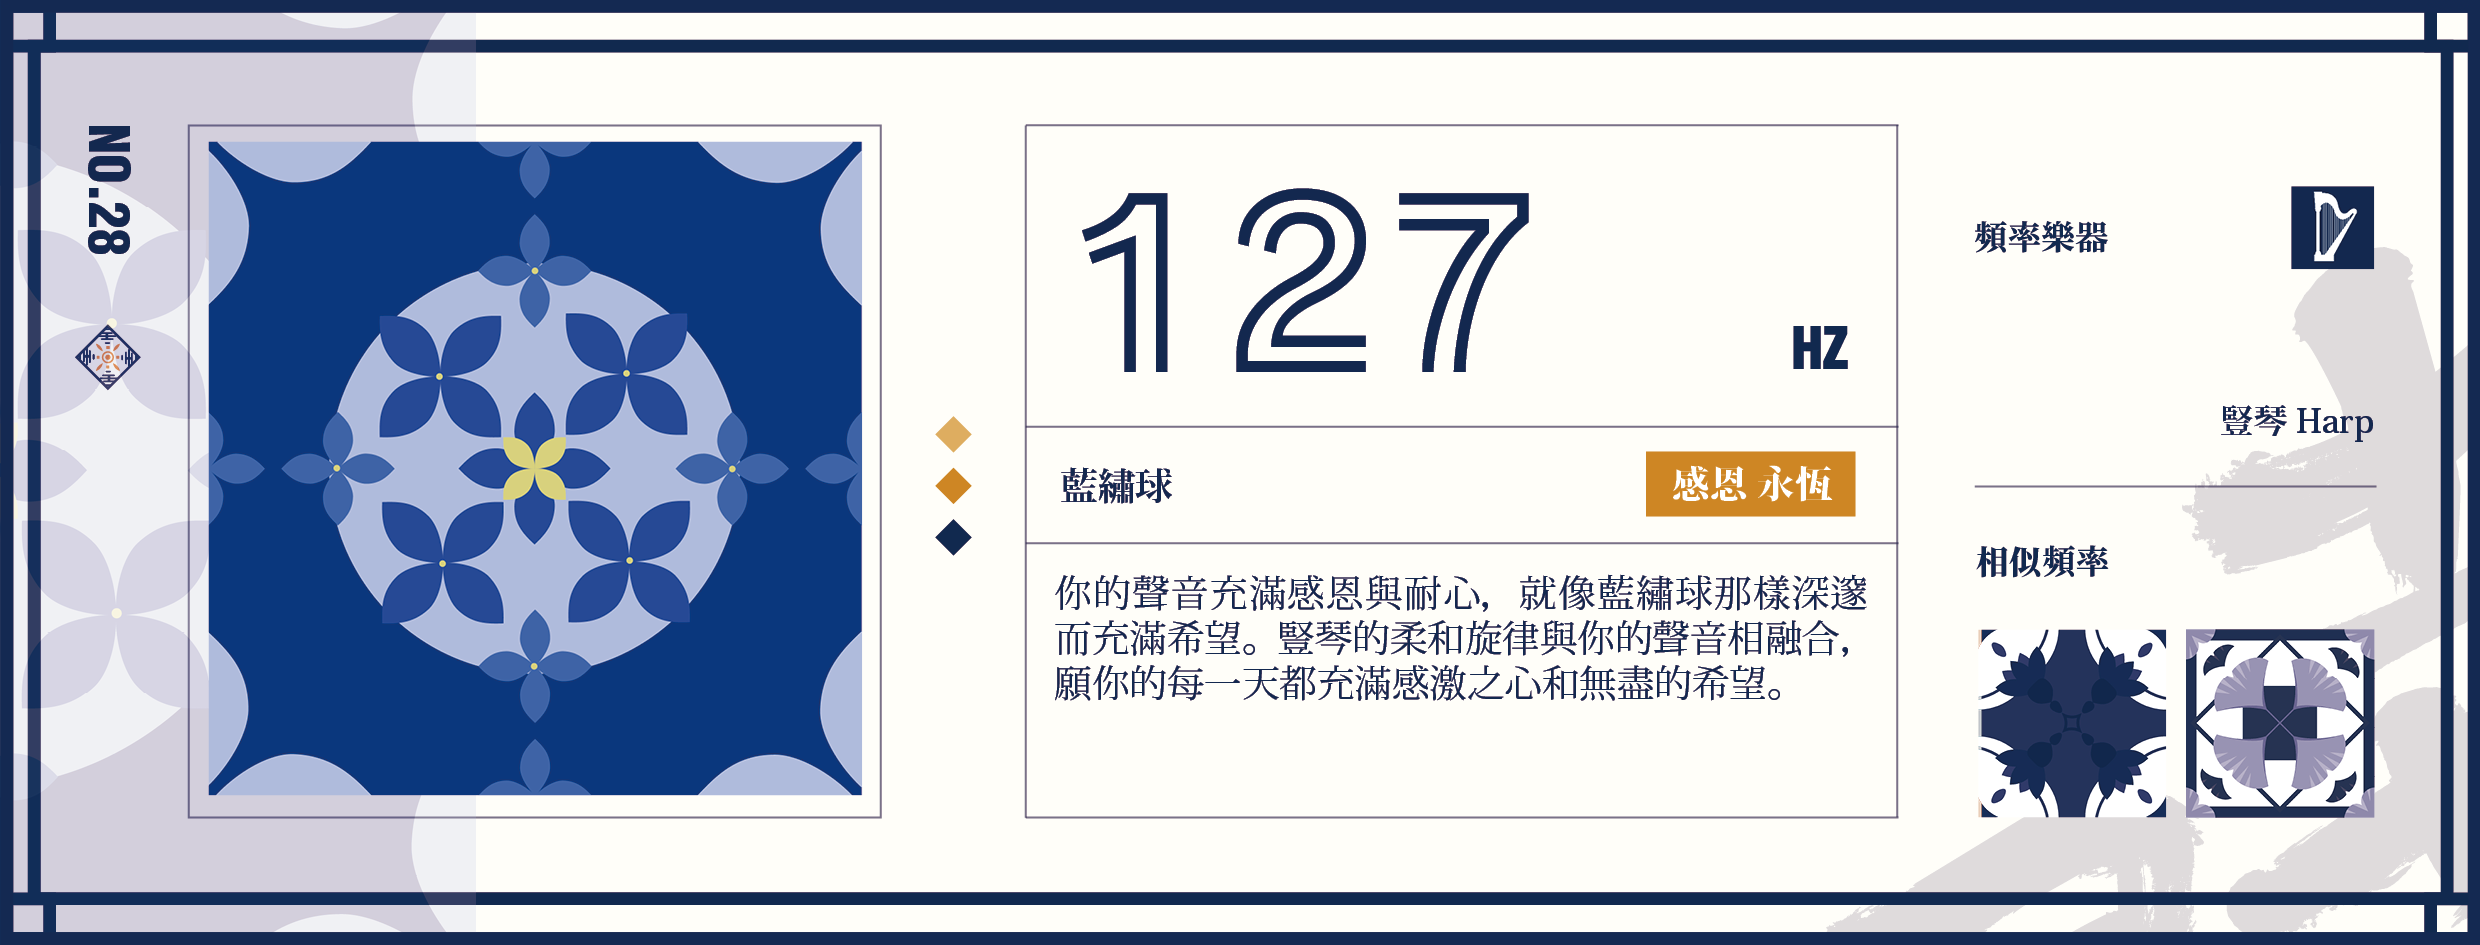 NO.28
127
HZ
藍繡球
感恩 永恆
你的聲音充滿感恩與耐心，就像藍繡球那樣深邃
而充滿希望。豎琴的柔和旋律與你的聲音相融合，
願你的每一天都充滿感激之心和無盡的希望。
頻率樂器
豎琴 Harp
相似頻率